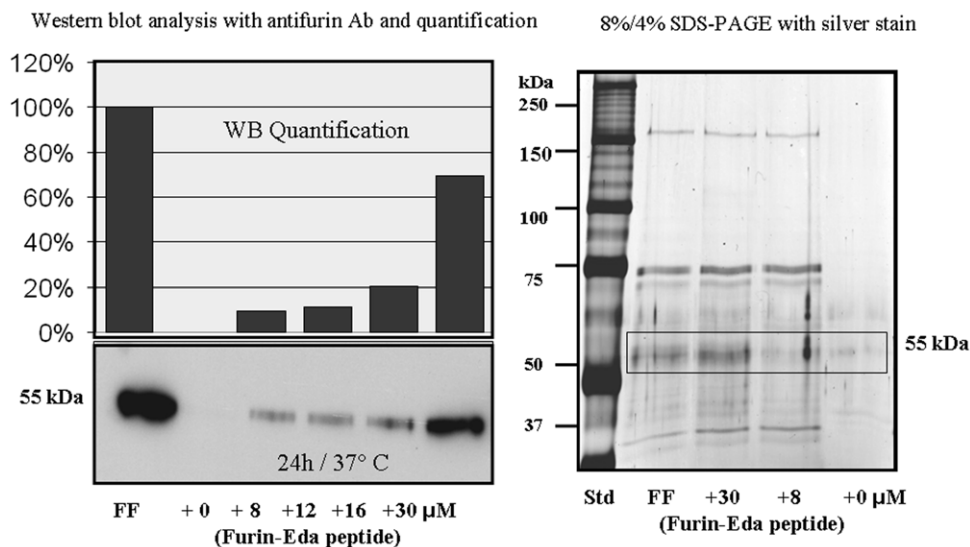 Western blot analysis with antifurin Ab and quantification
120%
100%
80%
60%
40%
20%
0%
WB Quantification
55 kDa
24h / 37° C
FF + 0 + 8 +12 +16 +30 µM
(Furin-Eda peptide)
8%/4% SDS-PAGE with silver stain
kDa
250
150
100
75
50
37
55 kDa
Std FF +30 +8 +0 µM
(Furin-Eda peptide)